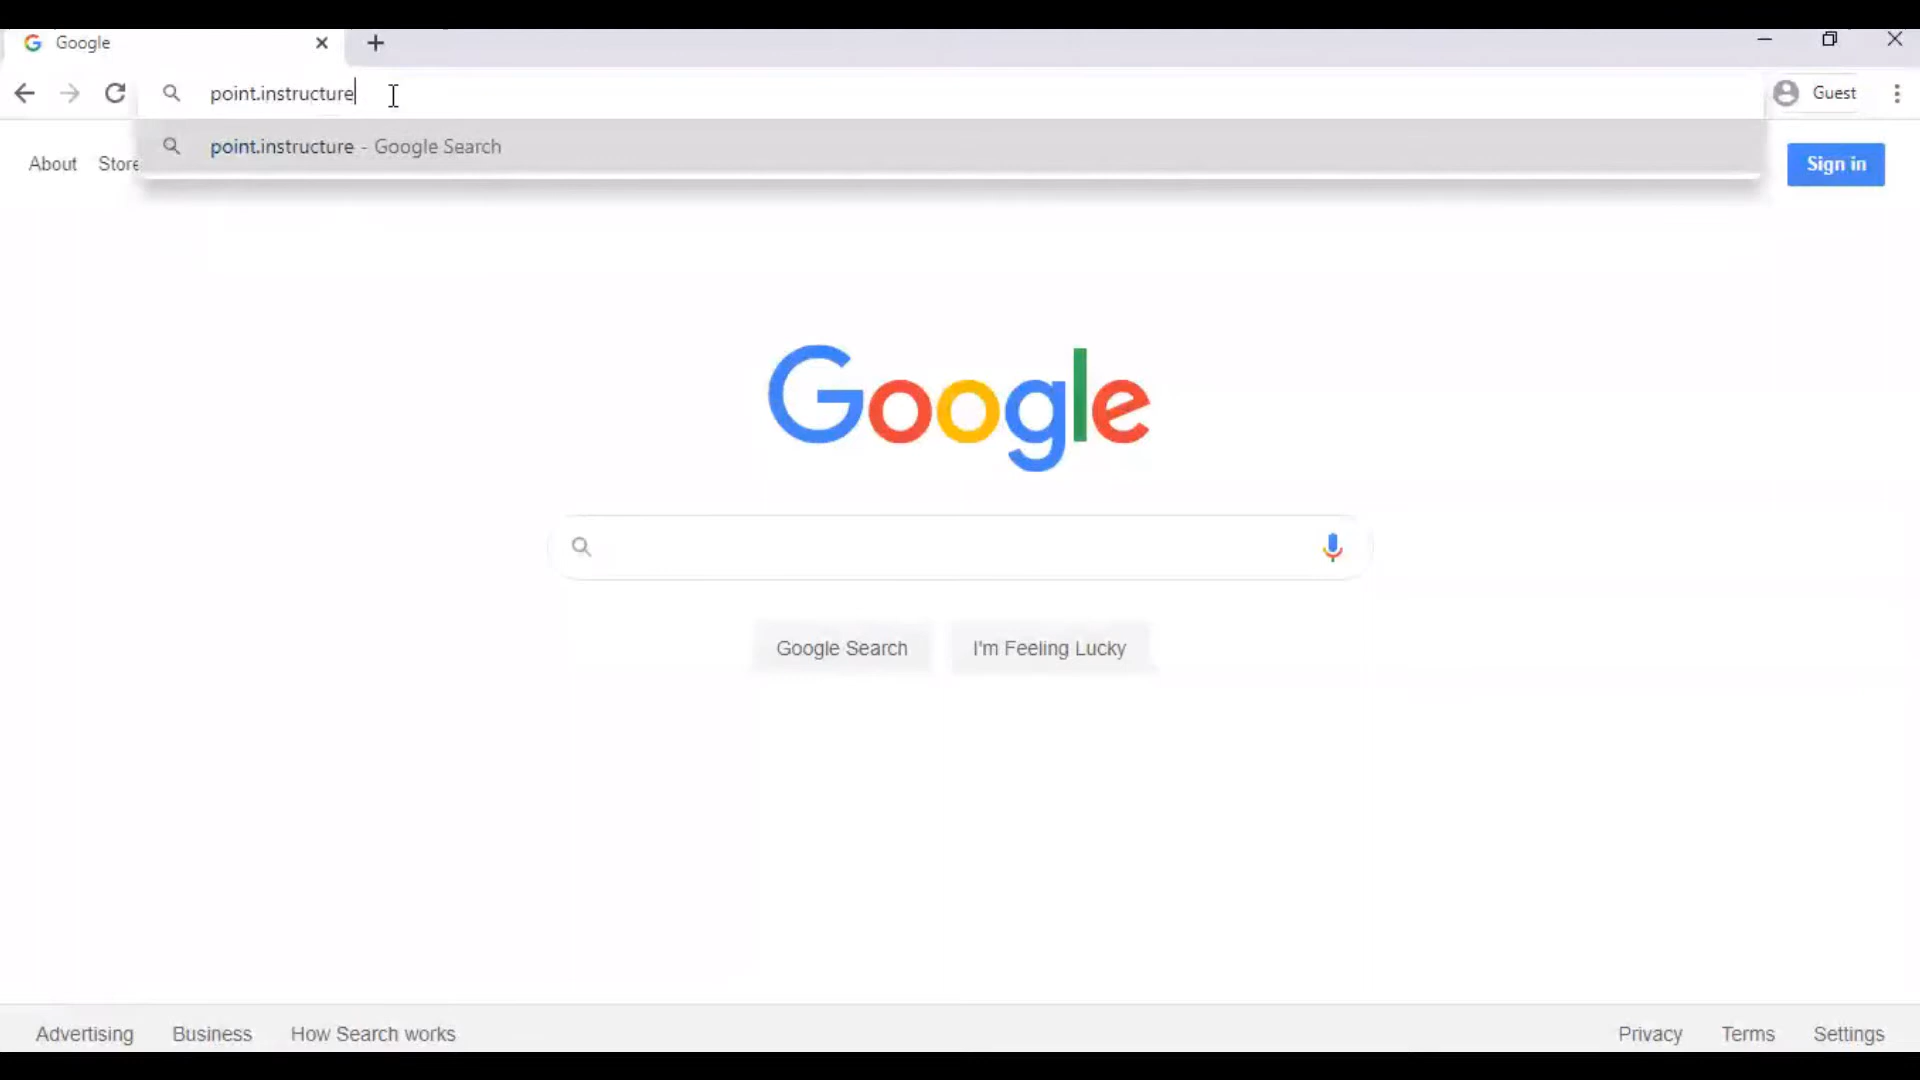 Google
point.instructure
Guest
point.instructure - Google Search
About Store
Sign in
Google
Google Search I'm Feeling Lucky
Advertising Business How Search works Privacy Terms Settings